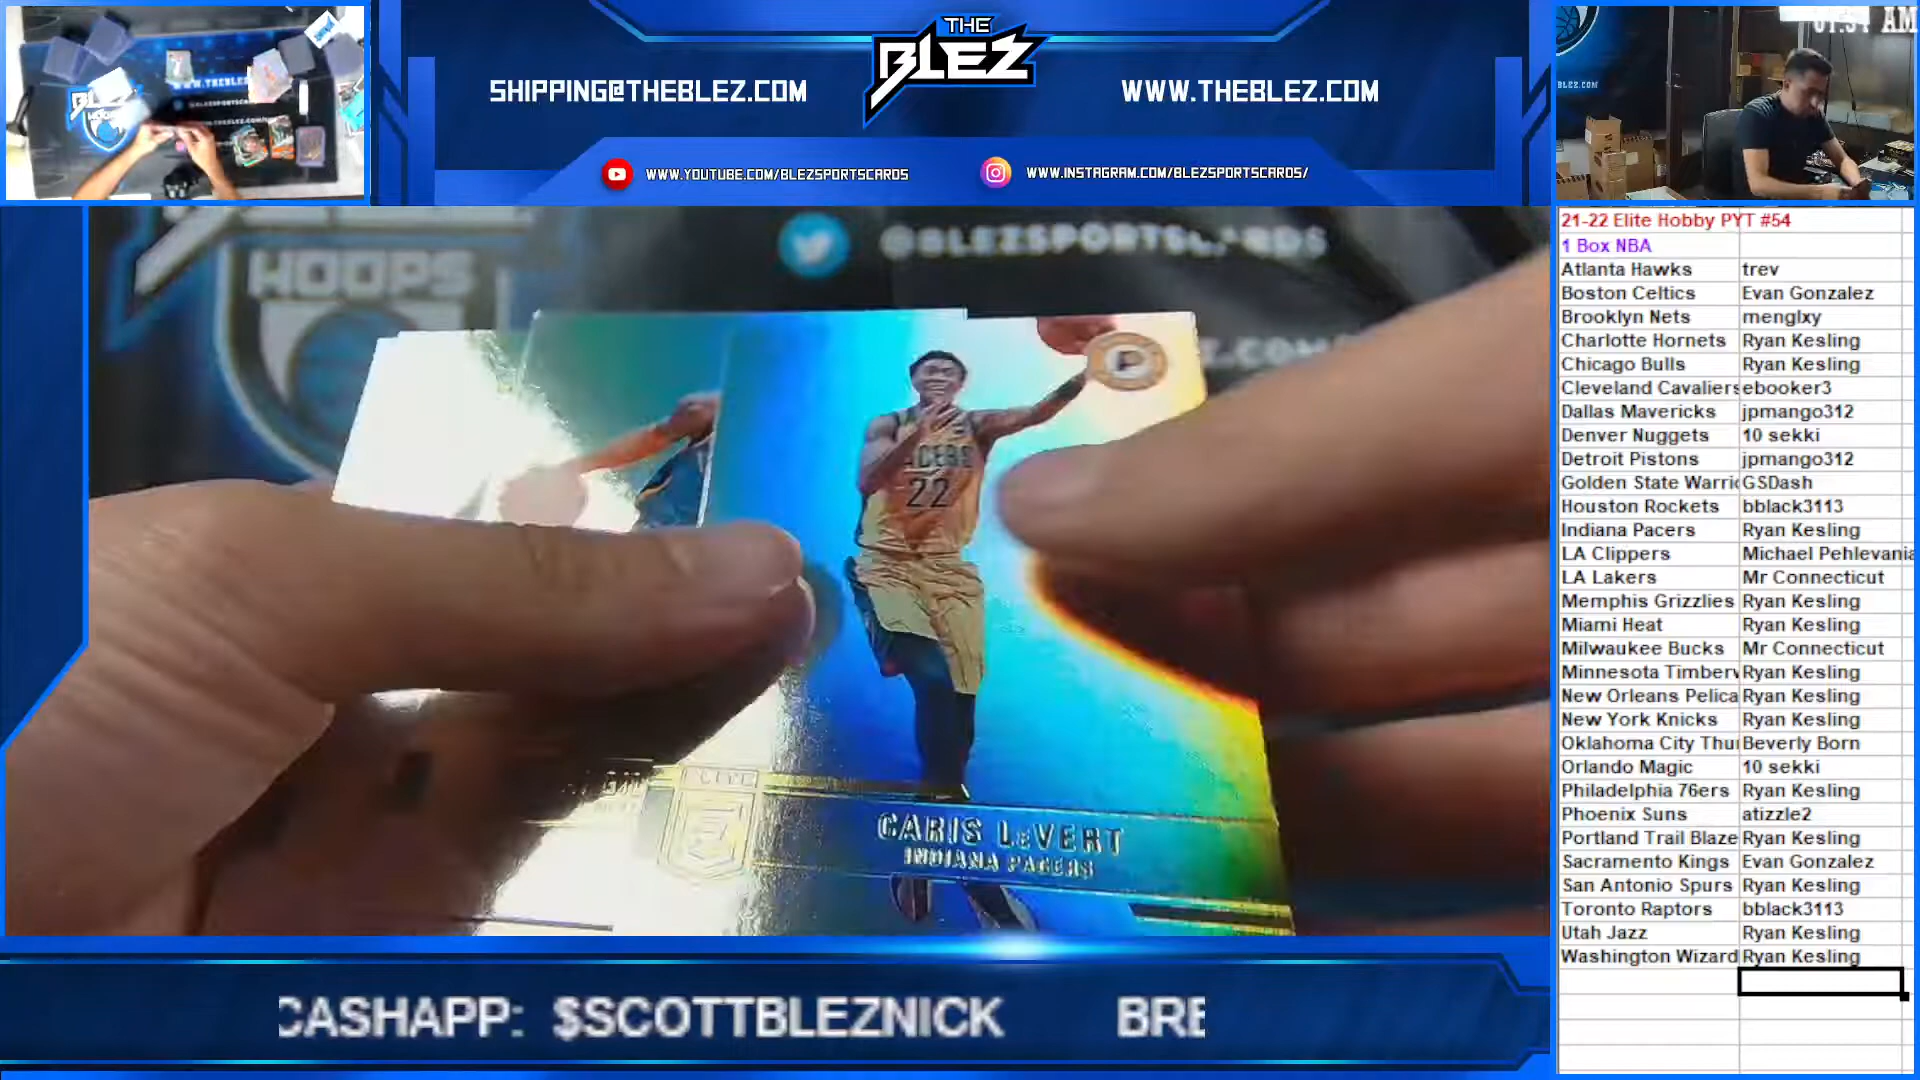 THE
BLEZ
SHIPPING@THEBLEZ.COM
WWW.THEBLEZ.COM
WWW.YOUTUBE.COM/BLEZSPORTSCARDS
WWW.INSTAGRAM.COM/BLEZSPORTSCARDS/
HOOPS
@BLEZSPORTSCARDS
Z.COM
PACERS
22
ELITE
CARIS LeVERT
INDIANA PACERS
CASHAPP: $SCOTTBLEZNICK BRE
21-22 Elite Hobby PYT #54
1 Box NBA
Atlanta Hawks trev
Boston Celtics Evan Gonzalez
Brooklyn Nets menglxy
Charlotte Hornets Ryan Kesling
Chicago Bulls Ryan Kesling
Cleveland Cavaliers ebooker3
Dallas Mavericks jpmango312
Denver Nuggets 10 sekki
Detroit Pistons jpmango312
Golden State Warri GSDash
Houston Rockets bblack3113
Indiana Pacers Ryan Kesling
LA Clippers Michael Pehlevania
LA Lakers Mr Connecticut
Memphis Grizzlies Ryan Kesling
Miami Heat Ryan Kesling
Milwaukee Bucks Mr Connecticut
Minnesota Timberv Ryan Kesling
New Orleans Pelica Ryan Kesling
New York Knicks Ryan Kesling
Oklahoma City Thu Beverly Born
Orlando Magic 10 sekki
Philadelphia 76ers Ryan Kesling
Phoenix Suns atizzle2
Portland Trail Blaze Ryan Kesling
Sacramento Kings Evan Gonzalez
San Antonio Spurs Ryan Kesling
Toronto Raptors bblack3113
Utah Jazz Ryan Kesling
Washington Wizard Ryan Kesling